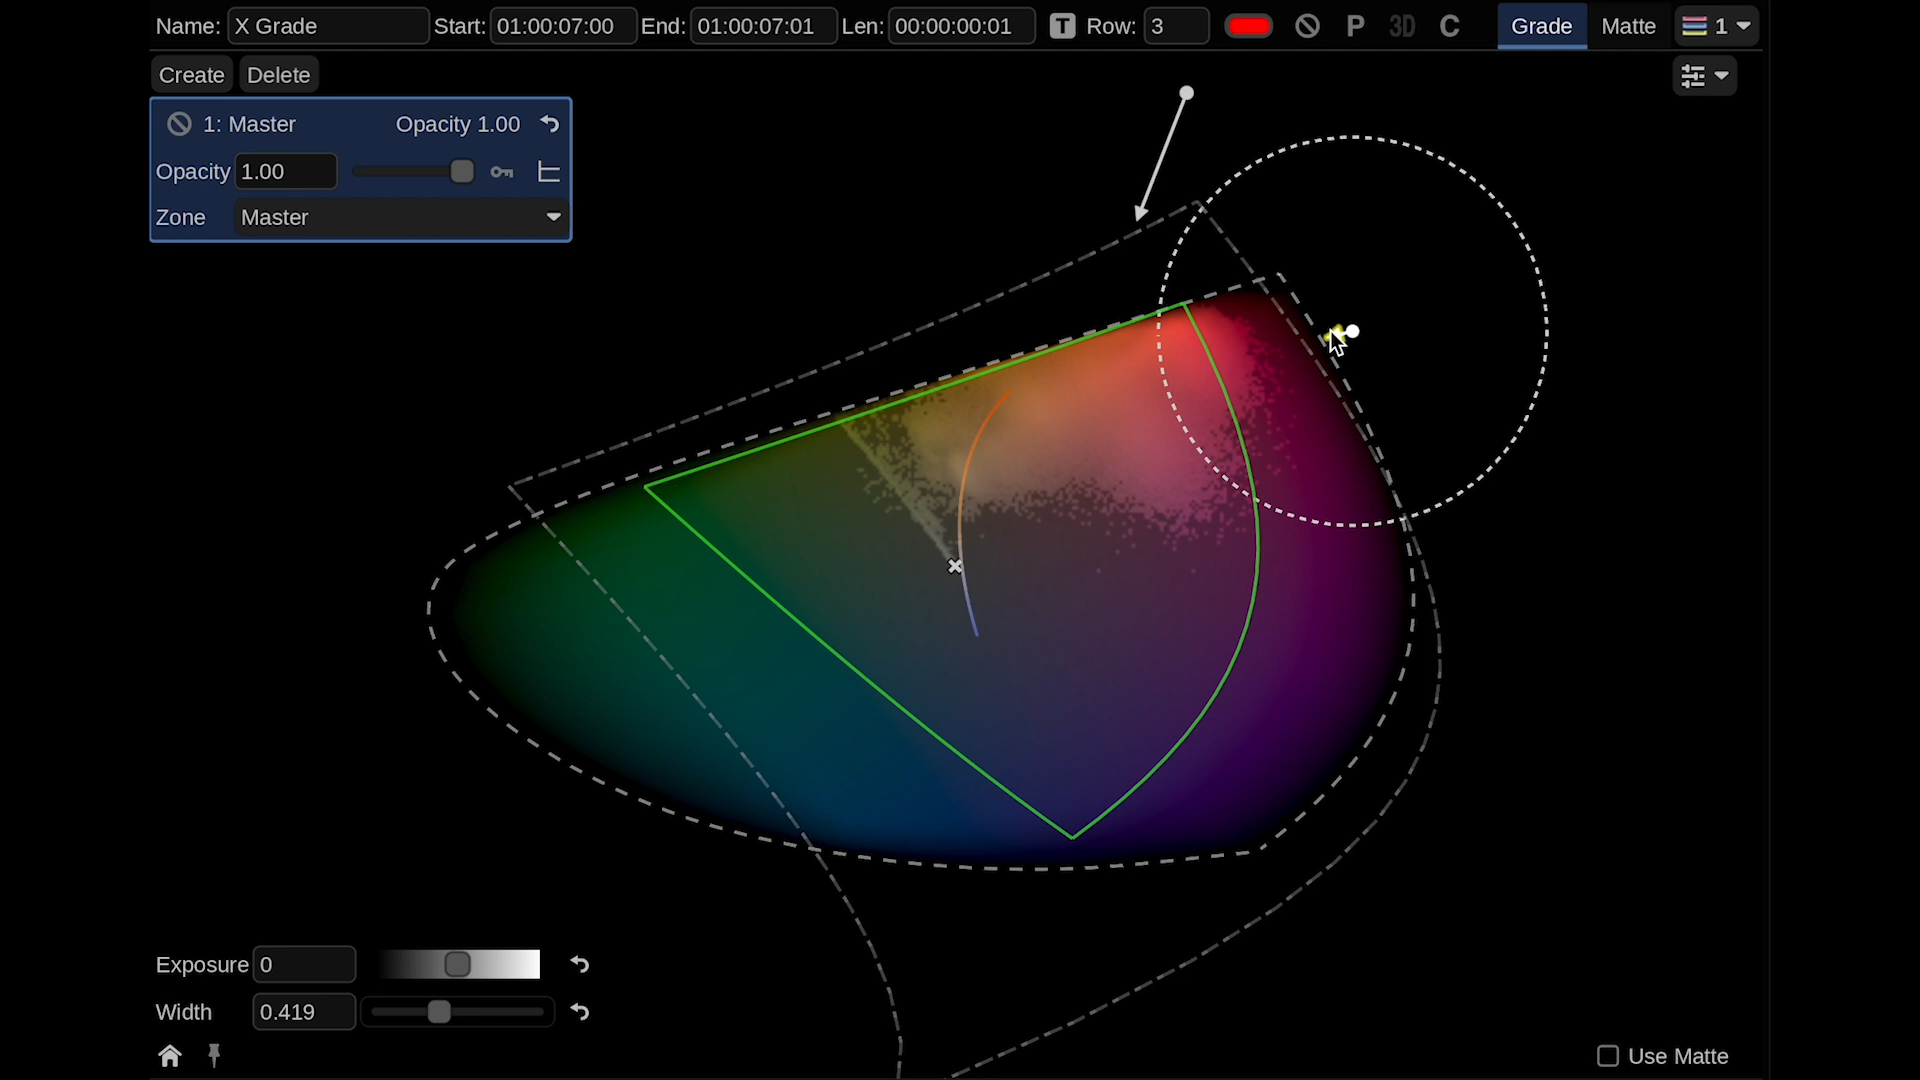 Name: X Grade Start: 01:00:07:00 End: 01:00:07:01 Len: 00:00:00:01 T Row: 3 P 3D C Grade Matte 1
Create Delete
1: Master Opacity 1.00
Opacity 1.00
Zone Master
Exposure 0
Width 0.419
Use Matte